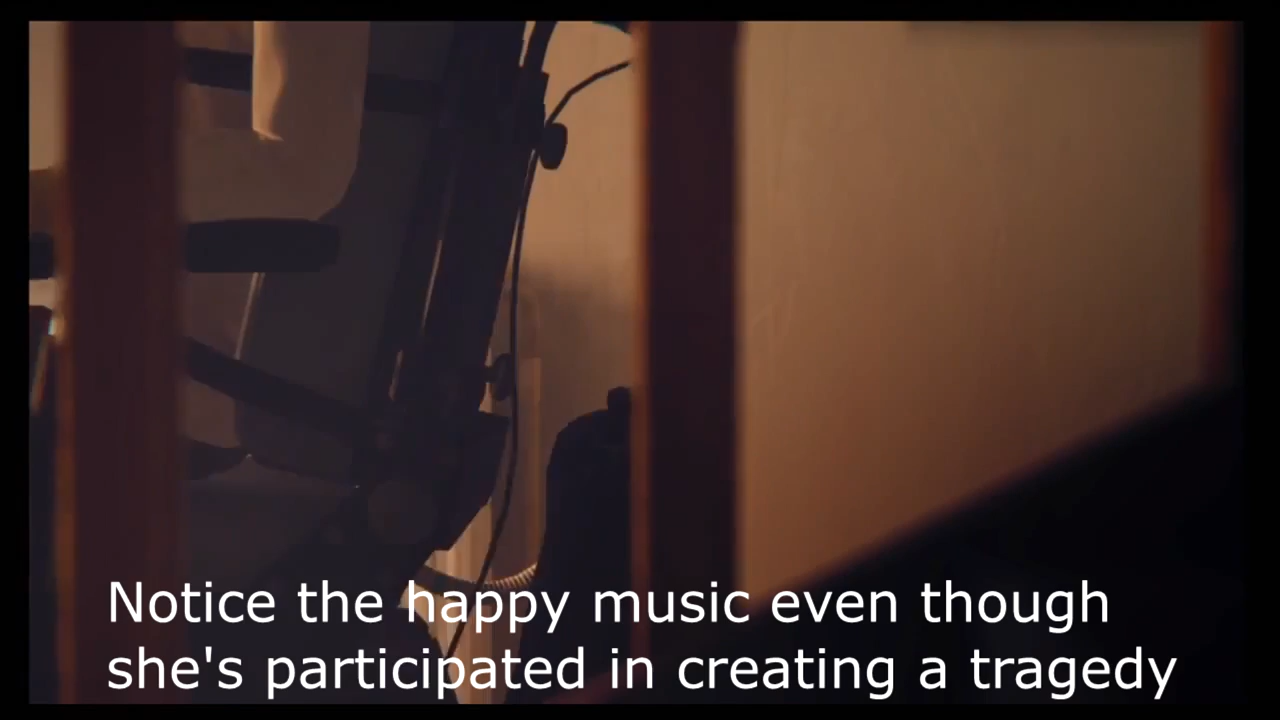 Notice the happy music even though
she's participated in creating a tragedy